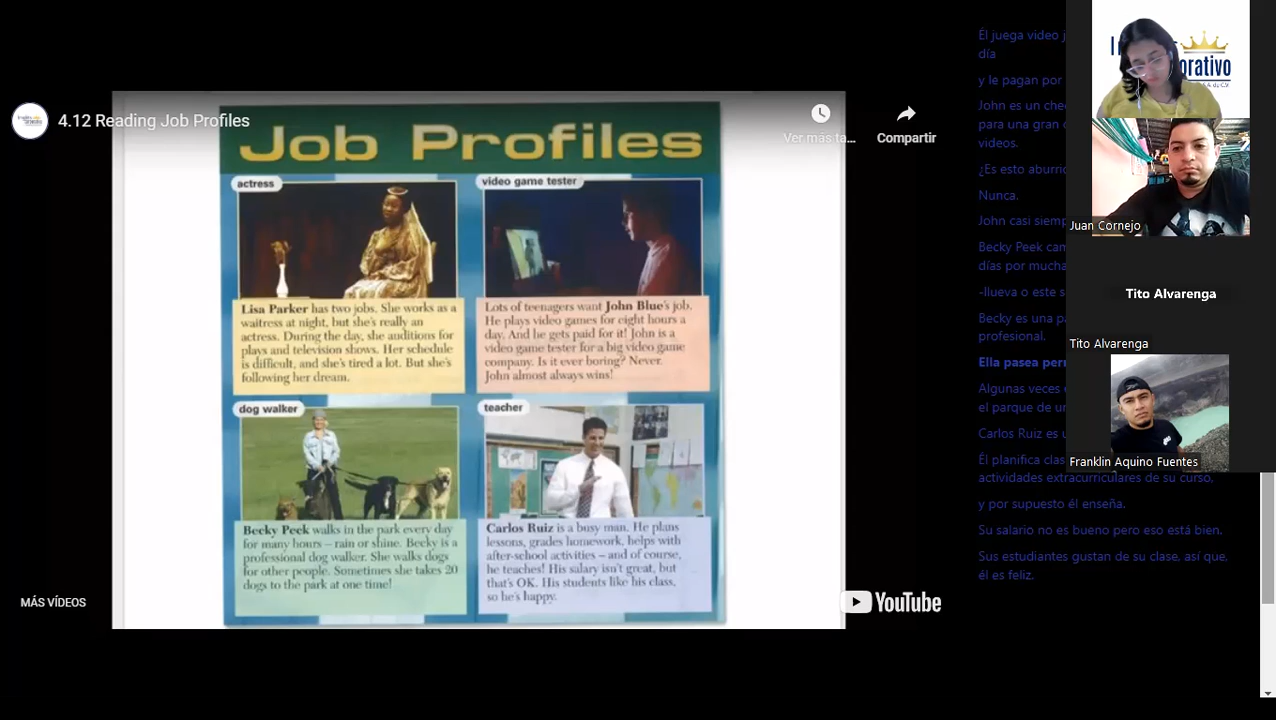 4.12 Reading Job Profiles
Ver más ta...
Compartir
Job Profiles
actress
Lisa Parker has two jobs. She works as a
waitress at night, but she's really an
actress. During the day, she auditions for
plays and television shows. Her schedule
is difficult, and she's tired a lot. But she's
following her dream.
video game tester
Lots of teenagers want John Blue's job.
He plays video games for eight hours a
day. And he gets paid for it! John is a
video game tester for a big video game
company. Is it ever boring? Never.
John almost always wins!
dog walker
Becky Peek walks in the park every day
for many hours – rain or shine. Becky is a
professional dog walker. She walks dogs
for other people. Sometimes she takes 20
dogs to the park at one time!
teacher
Carlos Ruiz is a busy man. He plans
lessons, grades homework, helps with
after-school activities – and of course,
he teaches! His salary isn't great, but
that's OK. His students like his class,
so he's happy.
MÁS VÍDEOS
YouTube
Él juega video
día
y le pagan por
John es un
para una gran
videos.
¿Es esto
Nunca.
John casi
Becky Peek
días por
-llueva o este
Becky es una
profesional.
Ella pasea
Algunas veces
el parque de
Carlos Ruiz es
Él planifica
actividades extracurriculares de su curso,
y por supuesto él enseña.
Su salario no es bueno pero eso está bien.
Sus estudiantes gustan de su clase, así que,
él es feliz.
Juan Cornejo
Tito Alvarenga
Tito Alvarenga
Franklin Aquino Fuentes